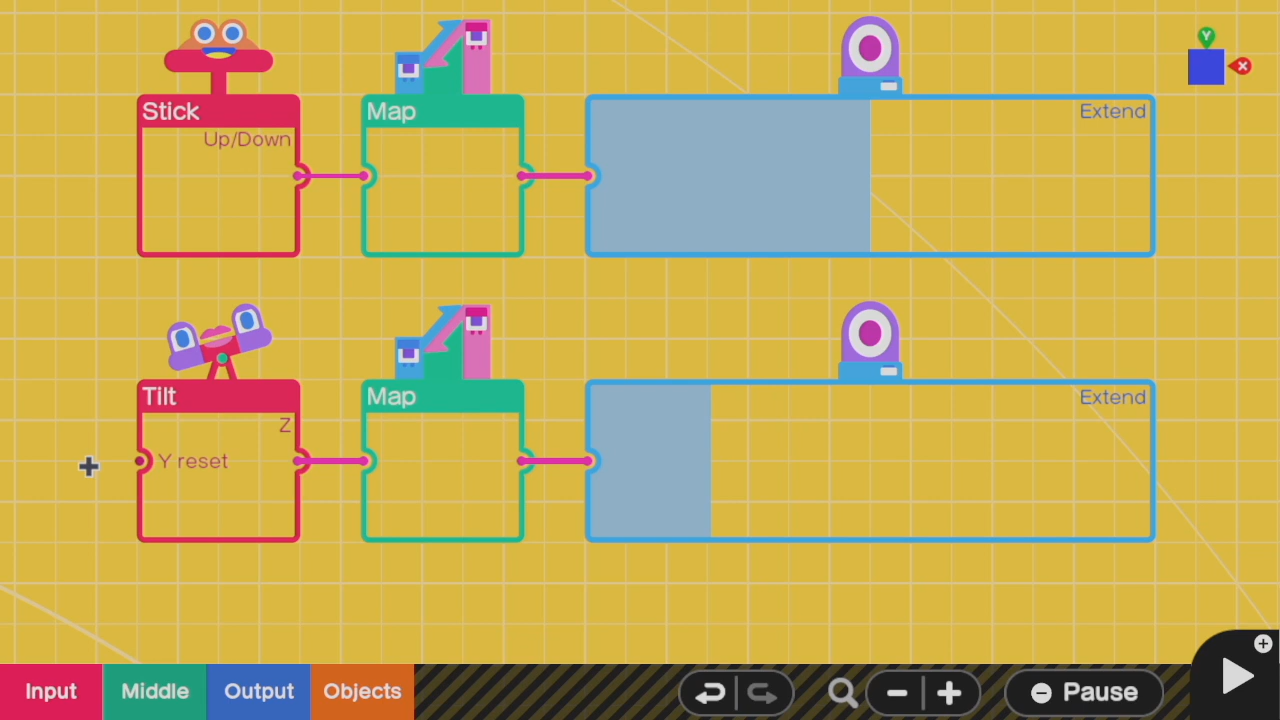 Y
X
Stick
Map
Extend
Up/Down
Tilt
Map
Extend
Z
Y reset
Input
Middle
Output
Objects
Pause